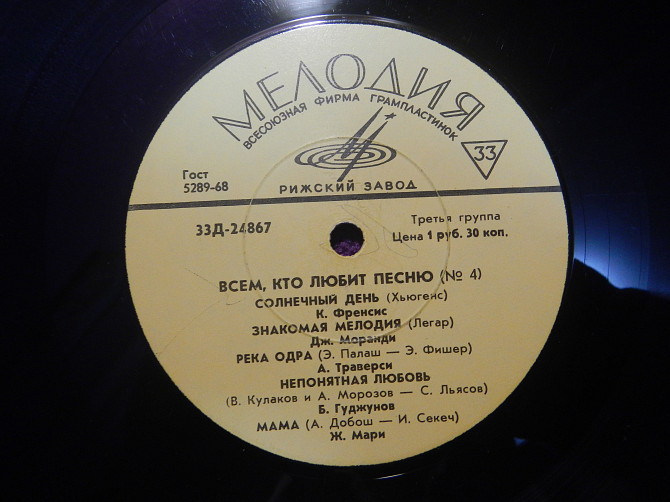 МЕЛОДИЯ
ВСЕСОЮЗНАЯ ФИРМА ГРАМПЛАСТИНОК
33
Гост
5289-68
РИЖСКИЙ ЗАВОД
33Д-24867
Третья группа
Цена 1 руб. 30 коп.
ВСЕМ, КТО ЛЮБИТ ПЕСНЮ (№ 4)
СОЛНЕЧНЫЙ ДЕНЬ (Хьюгенс)
К. Френсис
ЗНАКОМАЯ МЕЛОДИЯ (Легар)
Дж. Моранди
РЕКА ОДРА (Э. Палаш — Э. Фишер)
А. Траверси
НЕПОНЯТНАЯ ЛЮБОВЬ
(В. Кулаков и А. Морозов — С. Льясов)
Б. Гуджунов
МАМА (А. Добош — И. Секеч)
Ж. Мари